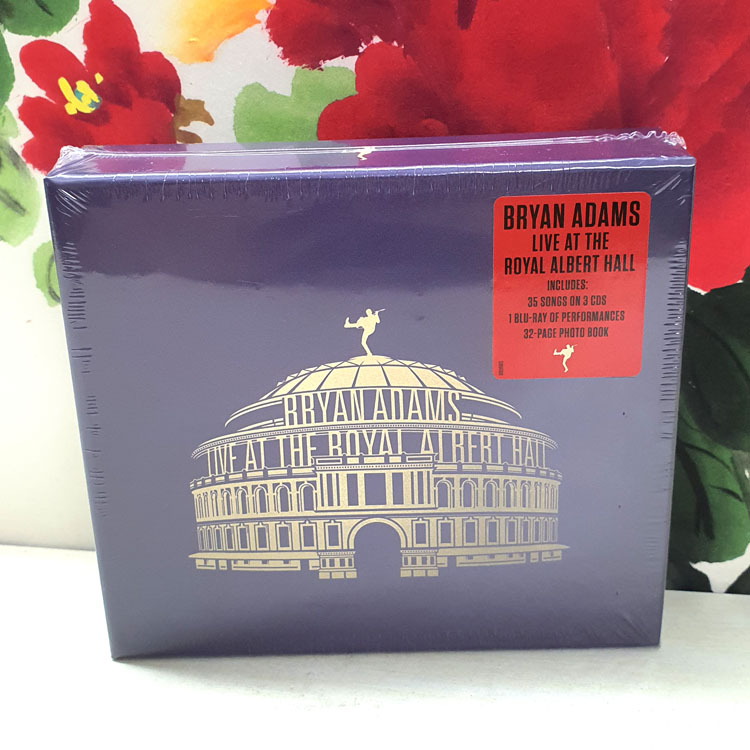 BRYAN ADAMS
LIVE AT THE
ROYAL ALBERT HALL
INCLUDES:
35 SONGS ON 3 CDS
1 BLU-RAY OF PERFORMANCES
32-PAGE PHOTO BOOK
BRYAN ADAMS
LIVE AT THE ROYAL ALBERT HALL